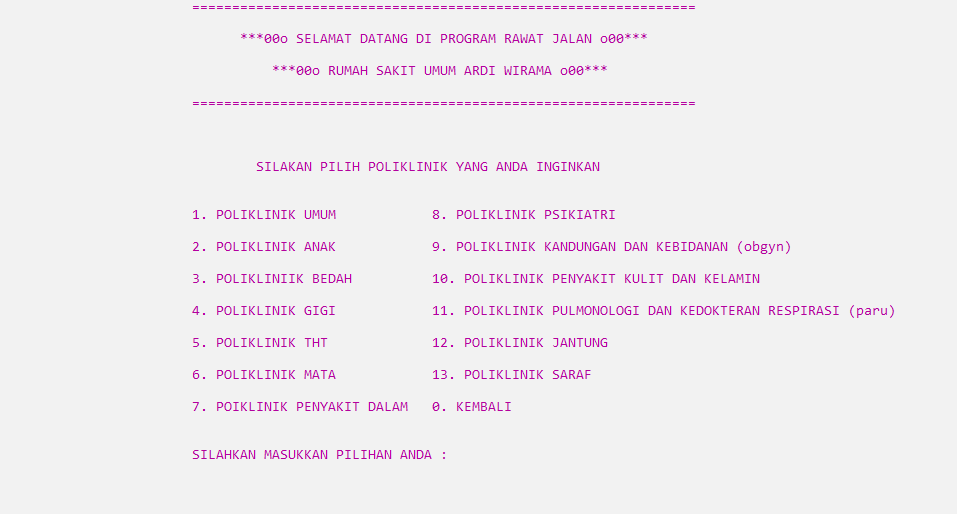 ===============================================================
***00o SELAMAT DATANG DI PROGRAM RAWAT JALAN o00***
***00o RUMAH SAKIT UMUM ARDI WIRAMA o00***
===============================================================
SILAKAN PILIH POLIKLINIK YANG ANDA INGINKAN
1. POLIKLINIK UMUM 8. POLIKLINIK PSIKIATRI
2. POLIKLINIK ANAK 9. POLIKLINIK KANDUNGAN DAN KEBIDANAN (obgyn)
3. POLIKLINIIK BEDAH 10. POLIKLINIK PENYAKIT KULIT DAN KELAMIN
4. POLIKLINIK GIGI 11. POLIKLINIK PULMONOLOGI DAN KEDOKTERAN RESPIRASI (paru)
5. POLIKLINIK THT 12. POLIKLINIK JANTUNG
6. POLIKLINIK MATA 13. POLIKLINIK SARAF
7. POIKLINIK PENYAKIT DALAM 0. KEMBALI
SILAHKAN MASUKKAN PILIHAN ANDA :